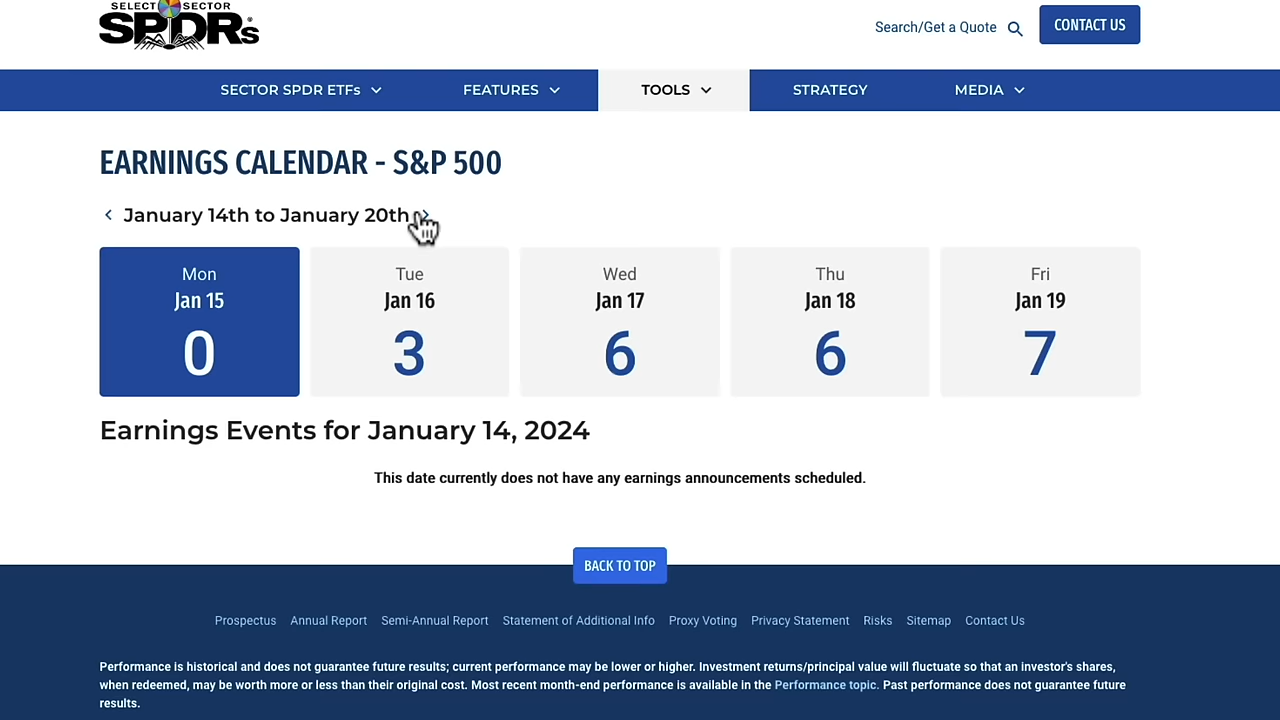 SELECT SECTOR
SPDRs
Search/Get a Quote
CONTACT US
SECTOR SPDR ETFs
FEATURES
TOOLS
STRATEGY
MEDIA
EARNINGS CALENDAR - S&P 500
January 14th to January 20th
Mon
Jan 15
0
Tue
Jan 16
3
Wed
Jan 17
6
Thu
Jan 18
6
Fri
Jan 19
7
Earnings Events for January 14, 2024
This date currently does not have any earnings announcements scheduled.
BACK TO TOP
Prospectus Annual Report Semi-Annual Report Statement of Additional Info Proxy Voting Privacy Statement Risks Sitemap Contact Us
Performance is historical and does not guarantee future results; current performance may be lower or higher. Investment returns/principal value will fluctuate so that an investor's shares,
when redeemed, may be worth more or less than their original cost. Most recent month-end performance is available in the Performance topic. Past performance does not guarantee future
results.